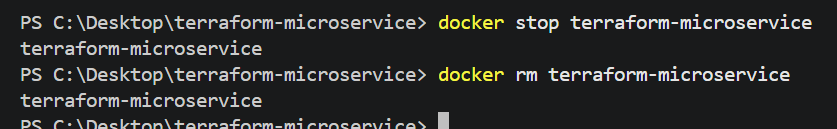 PS C:\Desktop\terraform-microservice> docker stop terraform-microservice
terraform-microservice
PS C:\Desktop\terraform-microservice> docker rm terraform-microservice
terraform-microservice
PS C:\Desktop\terraform-microservice>